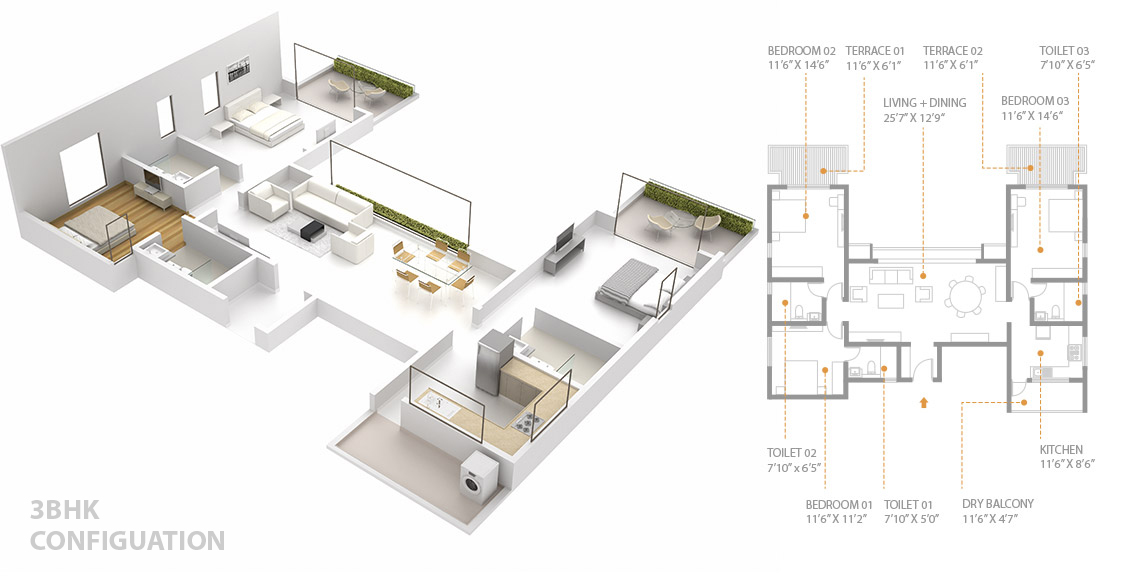 BEDROOM 02
11'6" X 14'6"
TERRACE 01
11'6" X 6'1"
TERRACE 02
11'6" X 6'1"
TOILET 03
7'10" X 6'5"
LIVING + DINING
25'7" X 12'9"
BEDROOM 03
11'6" X 14'6"
TOILET 02
7'10" x 6'5"
KITCHEN
11'6" X 8'6"
BEDROOM 01
11'6" X 11'2"
TOILET 01
7'10" X 5'0"
DRY BALCONY
11'6" X 4'7"
3BHK
CONFIGUATION